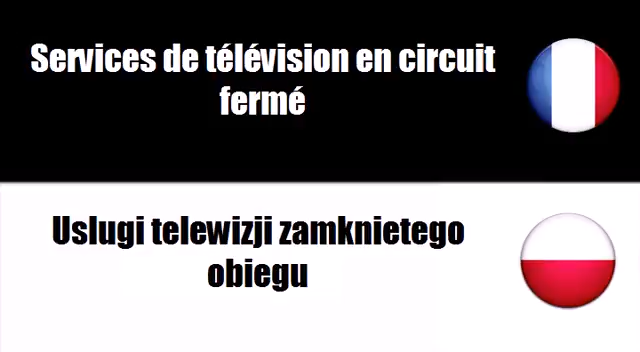 Services de télévision en circuit
fermé
Uslugi telewizji zamknietego
obiegu